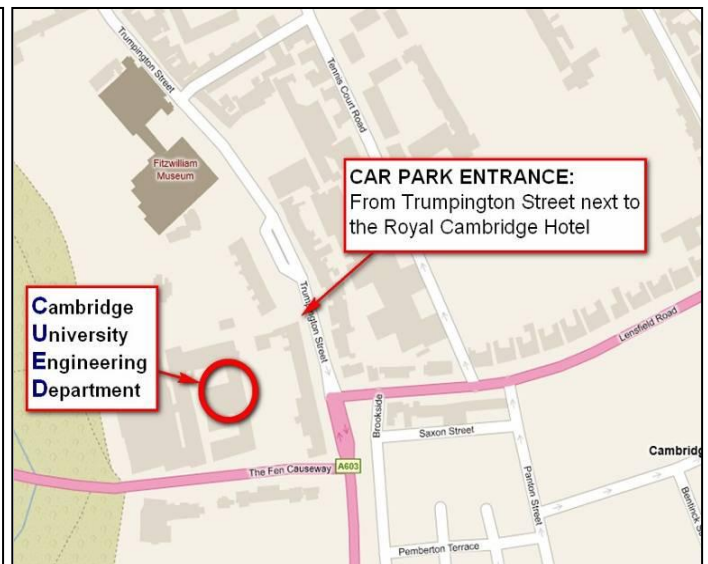 Trumpington Street
Tennis Court Road
Fitzwilliam
Museum
CAR PARK ENTRANCE:
From Trumpington Street next to
the Royal Cambridge Hotel
Trumpington Street
Lensfield Road
Cambridge
University
Engineering
Department
Brookside
Saxon Street
The Fen Causeway
A603
Panton Street
Cambridg
Bentinck S
Pemberton Terrace